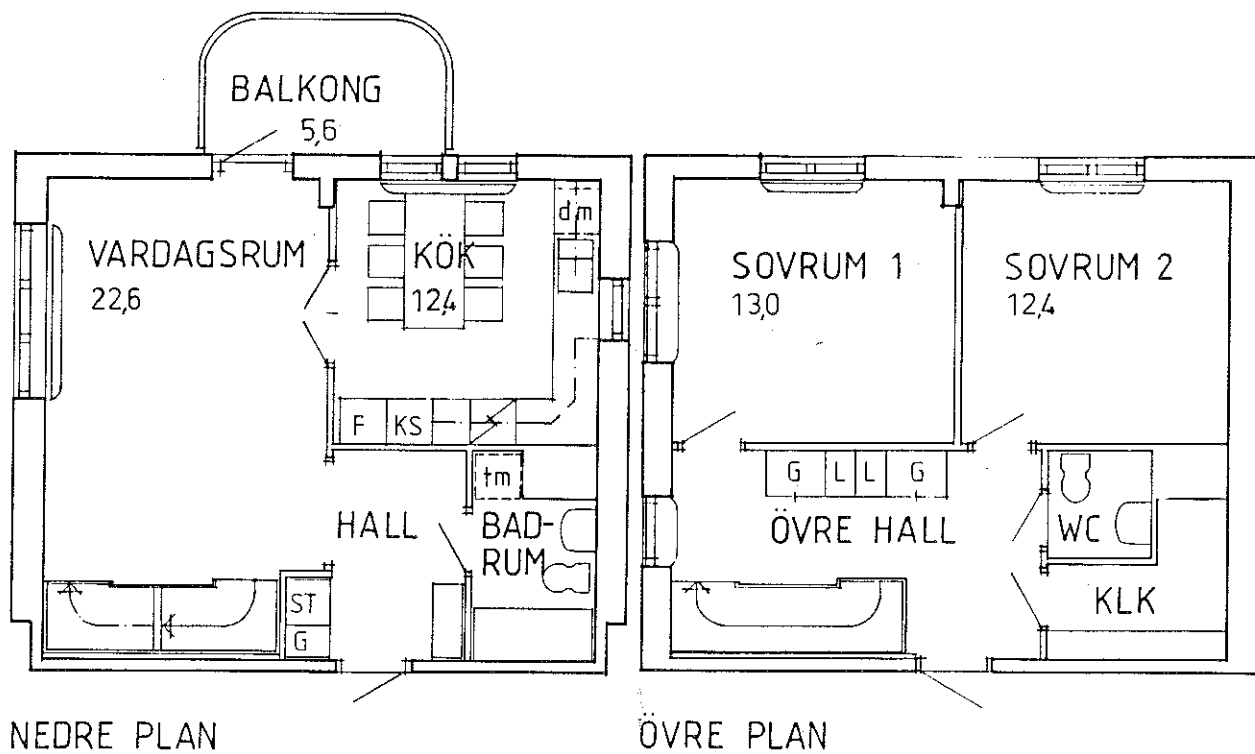 BALKONG
5,6
VARDAGSRUM
22,6
KÖK
12,4
dm
F
KS
tm
HALL
BAD-
RUM
ST
G
NEDRE PLAN
SOVRUM 1
13,0
SOVRUM 2
12,4
G
L
L
G
ÖVRE HALL
WC
KLK
ÖVRE PLAN